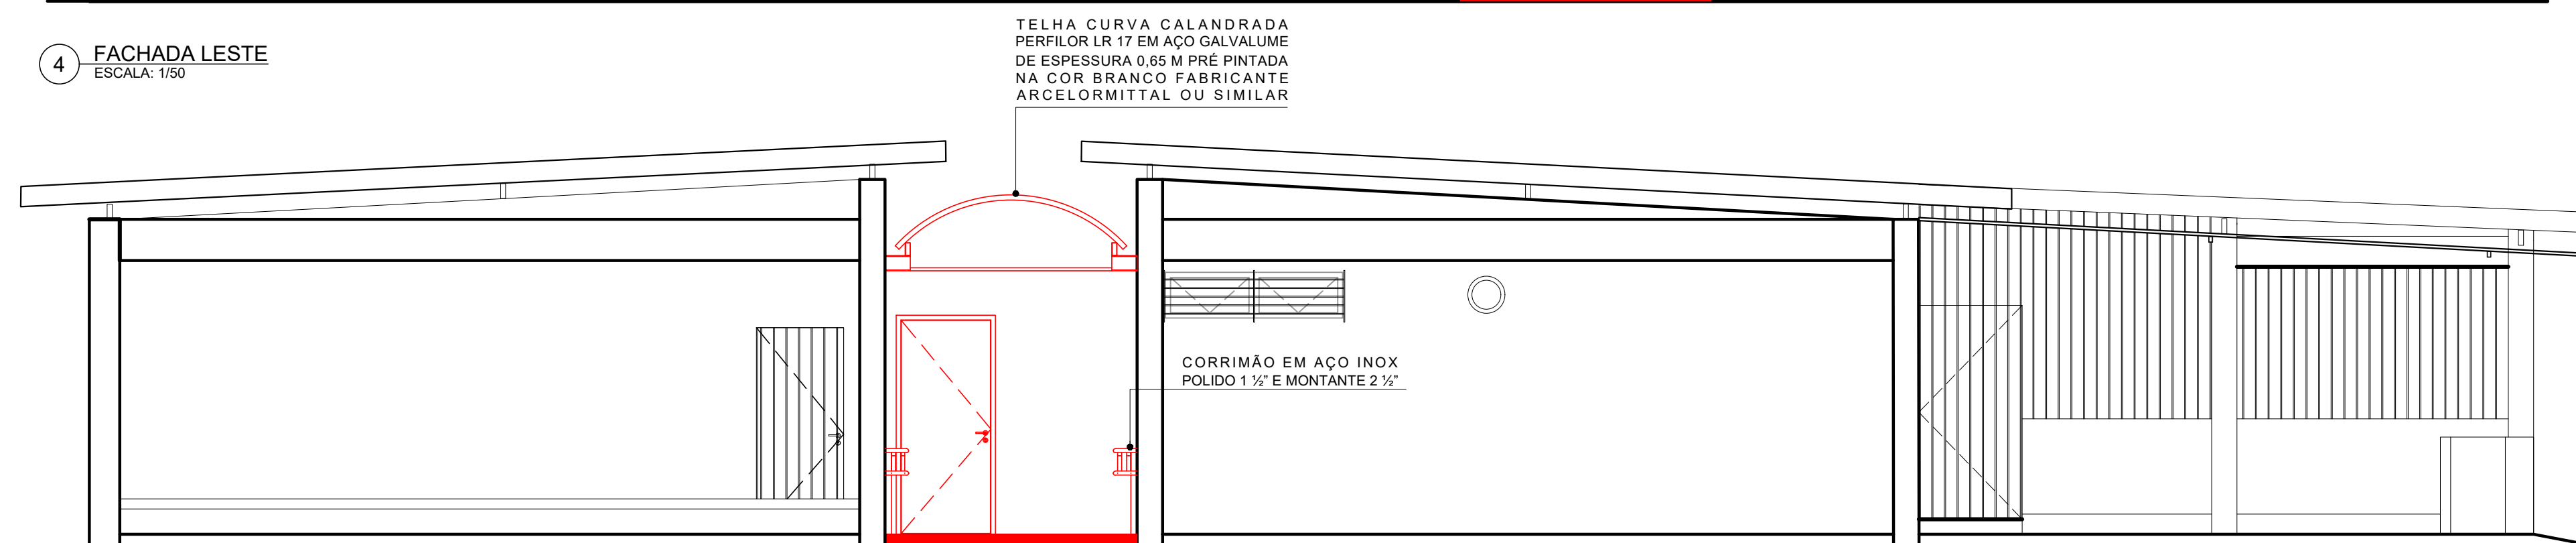 4
FACHADA LESTE
ESCALA: 1/50
TELHA CURVA CALANDRADA
PERFILOR LR 17 EM AÇO GALVALUME
DE ESPESSURA 0,65 M PRÉ PINTADA
NA COR BRANCO FABRICANTE
ARCELORMITTAL OU SIMILAR
CORRIMÃO EM AÇO INOX
POLIDO 1 ½” E MONTANTE 2 ½”